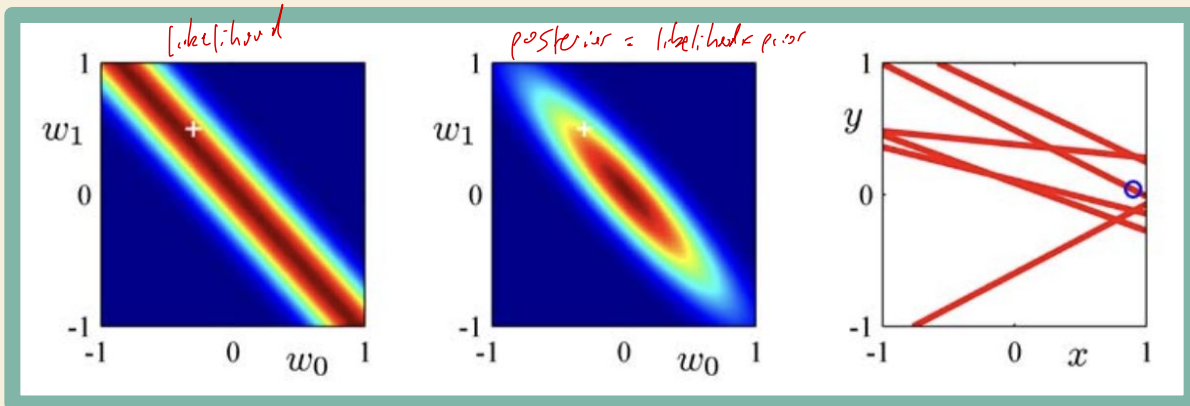 likelihood
posterior = likelihood x prior
1
w₁
0
-1
-1 0 w₀ 1
1
w₁
0
-1
-1 0 w₀ 1
1
y
0
-1
-1 0 x 1